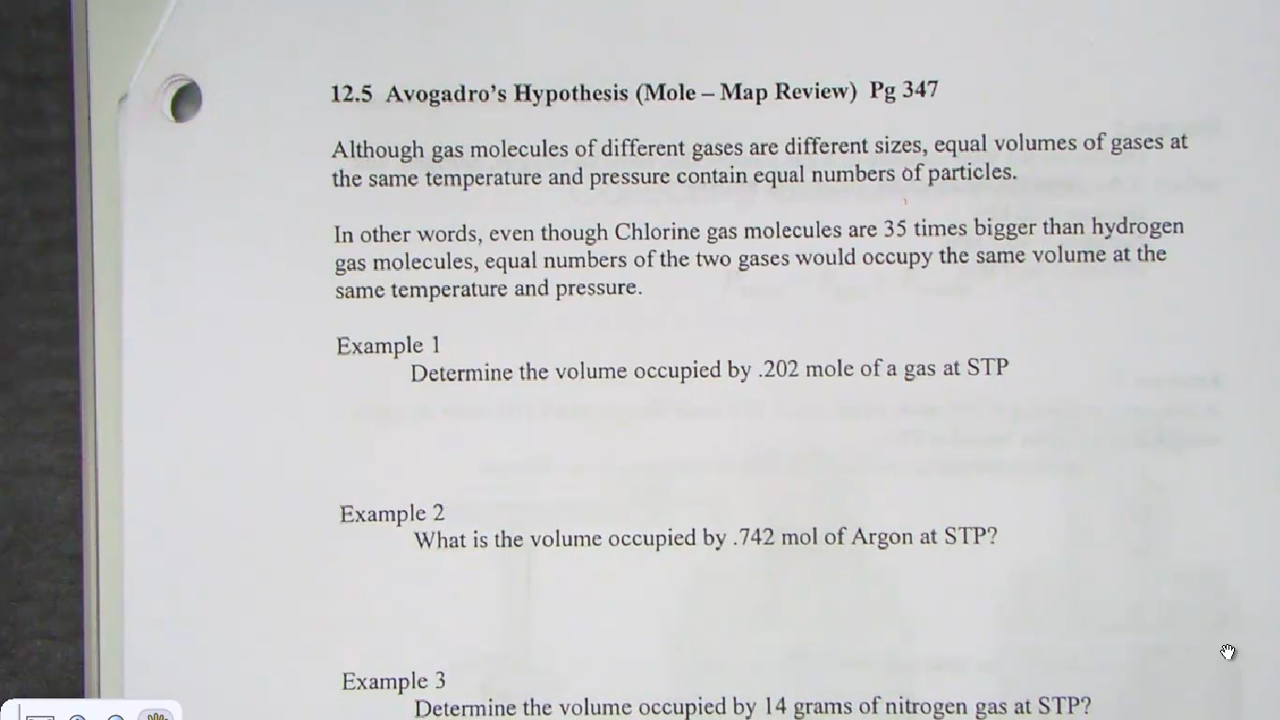 12.5 Avogadro's Hypothesis (Mole – Map Review) Pg 347
Although gas molecules of different gases are different sizes, equal volumes of gases at
the same temperature and pressure contain equal numbers of particles.
In other words, even though Chlorine gas molecules are 35 times bigger than hydrogen
gas molecules, equal numbers of the two gases would occupy the same volume at the
same temperature and pressure.
Example 1
Determine the volume occupied by .202 mole of a gas at STP
Example 2
What is the volume occupied by .742 mol of Argon at STP?
Example 3
Determine the volume occupied by 14 grams of nitrogen gas at STP?